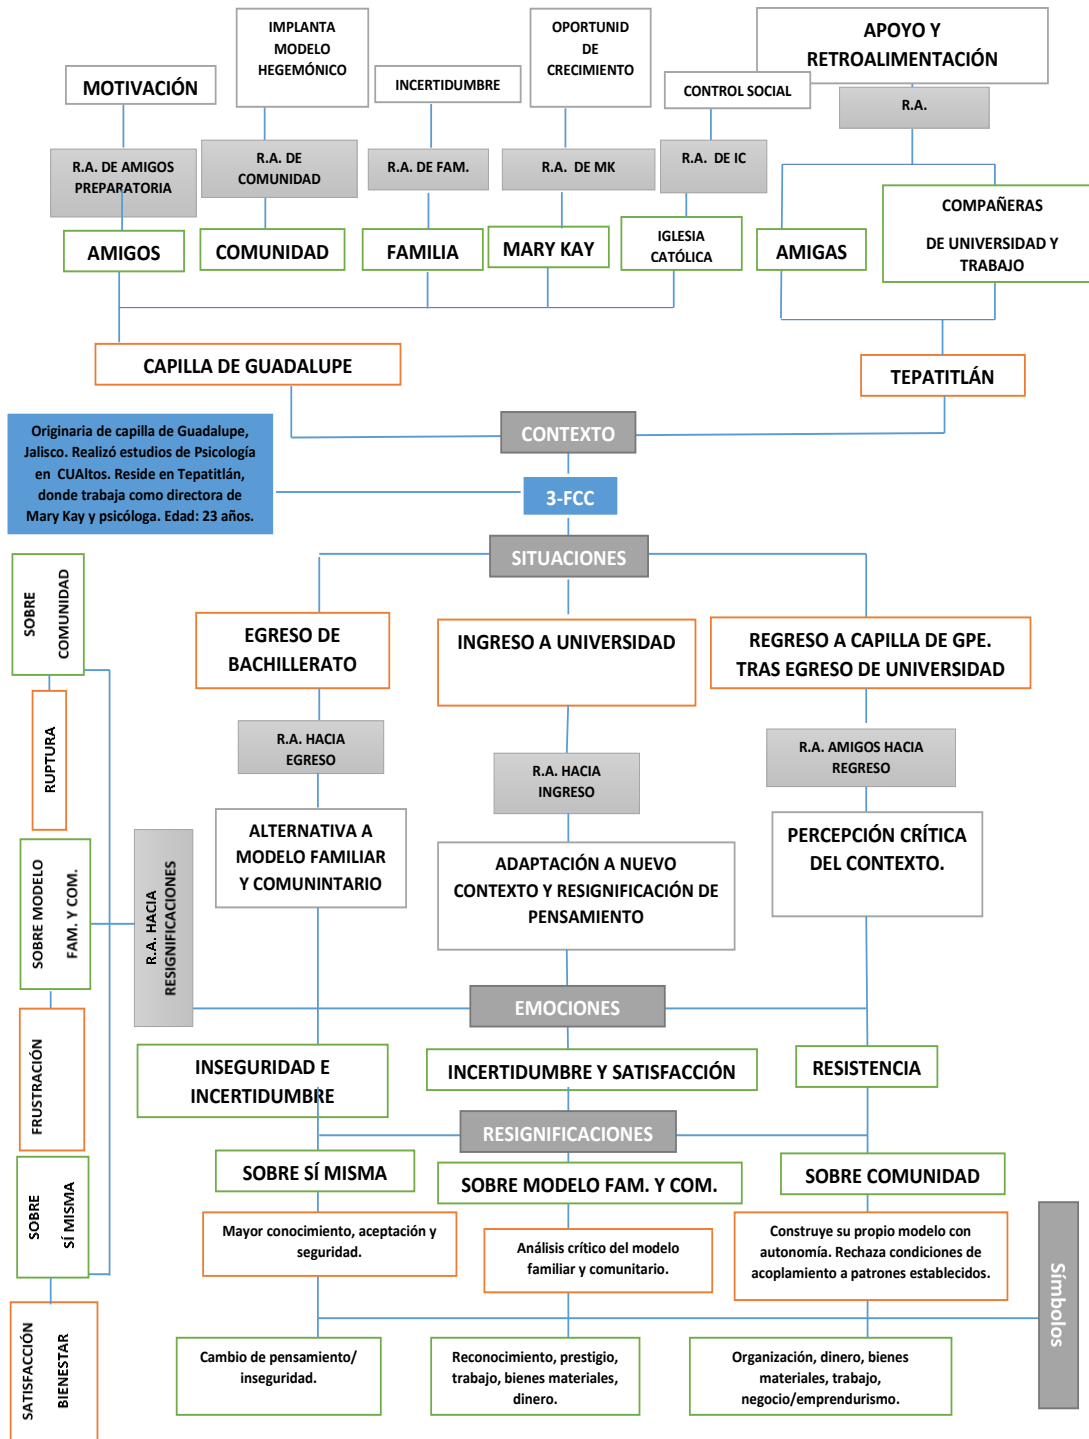 IMPLANTA
MODELO
HEGEMÓNICO
OPORTUNID
DE
CRECIMIENTO
APOYO Y
RETROALIMENTACIÓN
MOTIVACIÓN
INCERTIDUMBRE
CONTROL SOCIAL
R.A.
R.A. DE AMIGOS
PREPARATORIA
R.A. DE
COMUNIDAD
R.A. DE FAM.
R.A. DE MK
R.A. DE IC
AMIGOS
COMUNIDAD
FAMILIA
MARY KAY
IGLESIA
CATÓLICA
AMIGAS
COMPAÑERAS
DE UNIVERSIDAD Y
TRABAJO
CAPILLA DE GUADALUPE
TEPATITLÁN
CONTEXTO
Originaria de capilla de Guadalupe,
Jalisco. Realizó estudios de Psicología
en CUAltos. Reside en Tepatitlán,
donde trabaja como directora de
Mary Kay y psicóloga. Edad: 23 años.
3-FCC
SITUACIONES
SOBRE
COMUNIDAD
RUPTURA
SOBRE MODELO
FAM. Y COM.
FRUSTRACIÓN
SOBRE
SÍ MISMA
SATISFACCIÓN
BIENESTAR
R.A. HACIA
RESIGNIFICACIONES
EGRESO DE
BACHILLERATO
INGRESO A UNIVERSIDAD
REGRESO A CAPILLA DE GPE.
TRAS EGRESO DE UNIVERSIDAD
R.A. HACIA
EGRESO
R.A. HACIA
INGRESO
R.A. AMIGOS HACIA
REGRESO
ALTERNATIVA A
MODELO FAMILIAR
Y COMUNINTARIO
ADAPTACIÓN A NUEVO
CONTEXTO Y RESIGNIFICACIÓN DE
PENSAMIENTO
PERCEPCIÓN CRÍTICA
DEL CONTEXTO.
EMOCIONES
INSEGURIDAD E
INCERTIDUMBRE
INCERTIDUMBRE Y SATISFACCIÓN
RESISTENCIA
RESIGNIFICACIONES
SOBRE SÍ MISMA
SOBRE MODELO FAM. Y COM.
SOBRE COMUNIDAD
Mayor conocimiento, aceptación y
seguridad.
Análisis crítico del modelo
familiar y comunitario.
Construye su propio modelo con
autonomía. Rechaza condiciones de
acoplamiento a patrones establecidos.
Símbolos
Cambio de pensamiento/
inseguridad.
Reconocimiento, prestigio,
trabajo, bienes materiales,
dinero.
Organización, dinero, bienes
materiales, trabajo,
negocio/emprendurismo.